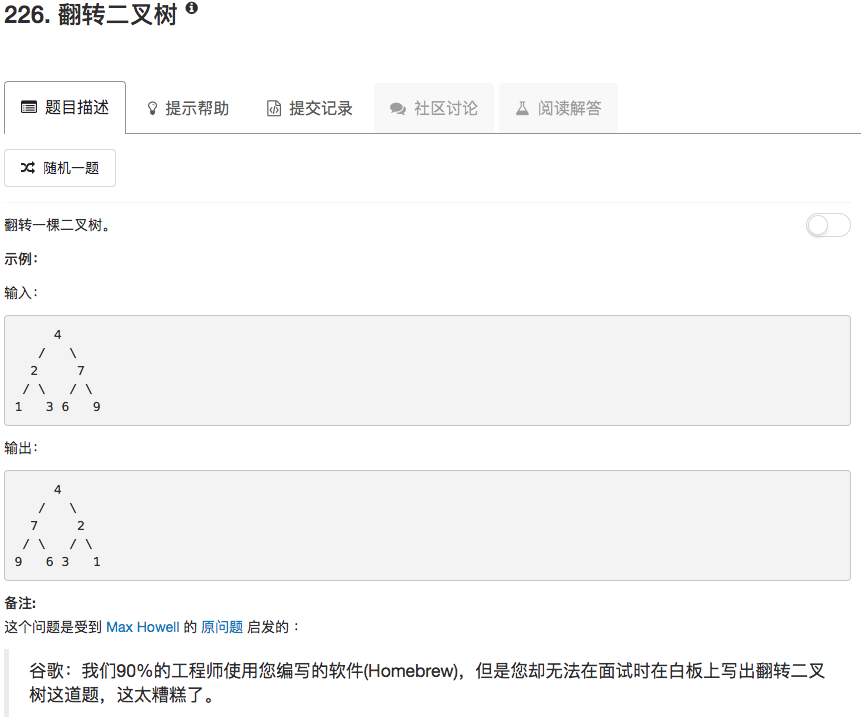 226. 翻转二叉树
题目描述 提示帮助 提交记录 社区讨论 阅读解答
随机一题
翻转一棵二叉树。
示例：
输入：
4
/ \
2 7
/ \ / \
1 3 6 9
输出：
4
/ \
7 2
/ \ / \
9 6 3 1
备注:
这个问题是受到 Max Howell 的 原问题 启发的 ：
谷歌：我们90％的工程师使用您编写的软件(Homebrew)，但是您却无法在面试时在白板上写出翻转二叉
树这道题，这太糟糕了。